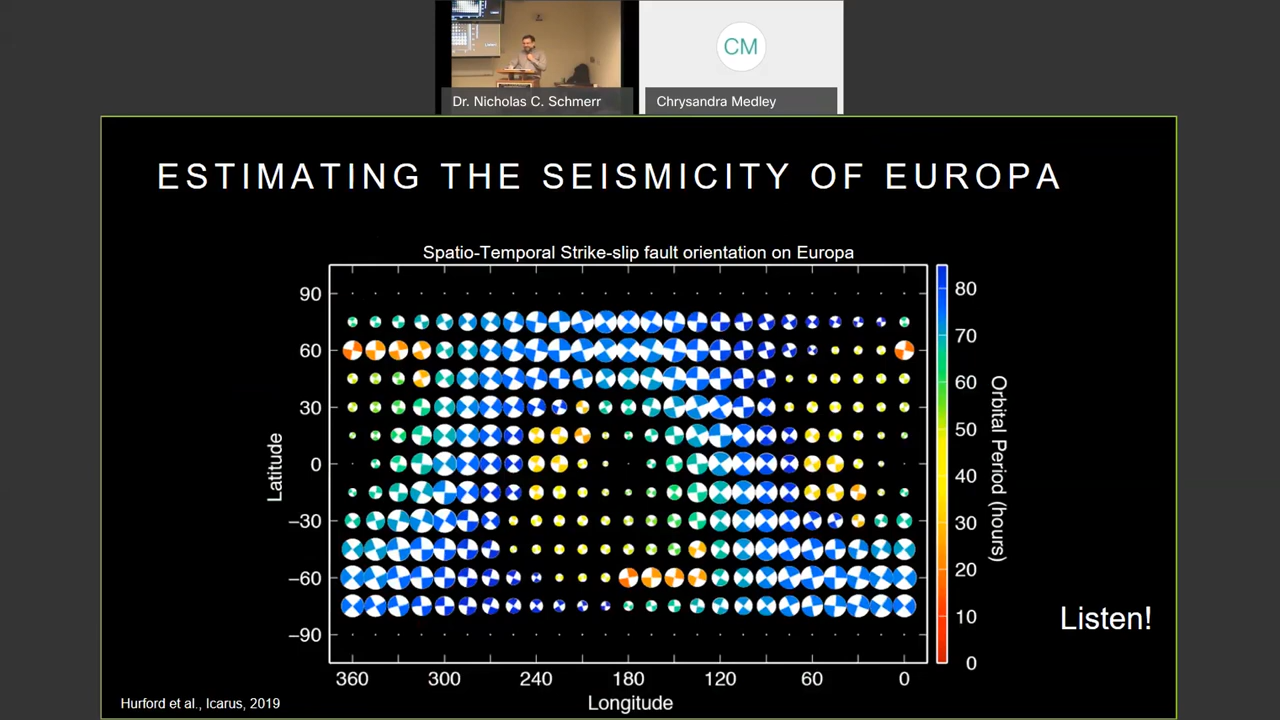 CM
Dr. Nicholas C. Schmerr
Chrysandra Medley
ESTIMATING THE SEISMICITY OF EUROPA
Spatio-Temporal Strike-slip fault orientation on Europa
90
60
30
0
−30
−60
−90
Latitude
360
300
240
180
120
60
0
Longitude
80
70
60
50
40
30
20
10
0
Orbital Period (hours)
Listen!
Hurford et al., Icarus, 2019